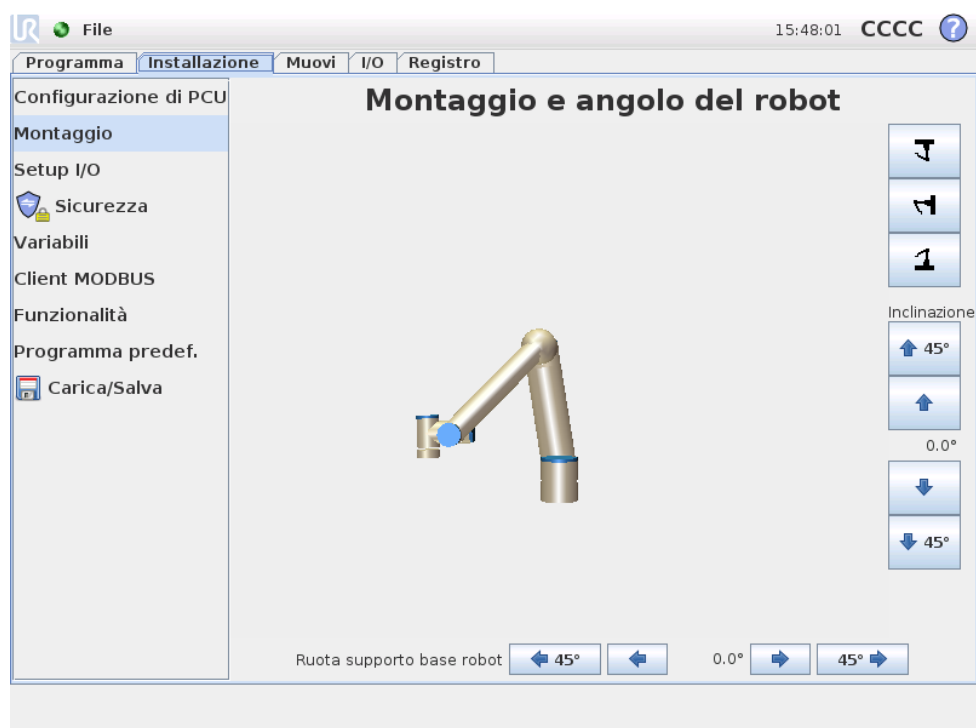 UR File 15:48:01 CCCC ?
Programma Installazione Muovi I/O Registro
Configurazione di PCU
Montaggio
Setup I/O
Sicurezza
Variabili
Client MODBUS
Funzionalità
Programma predef.
Carica/Salva
Montaggio e angolo del robot
Inclinazione
45°
0.0°
45°
Ruota supporto base robot 45° 0.0° 45°